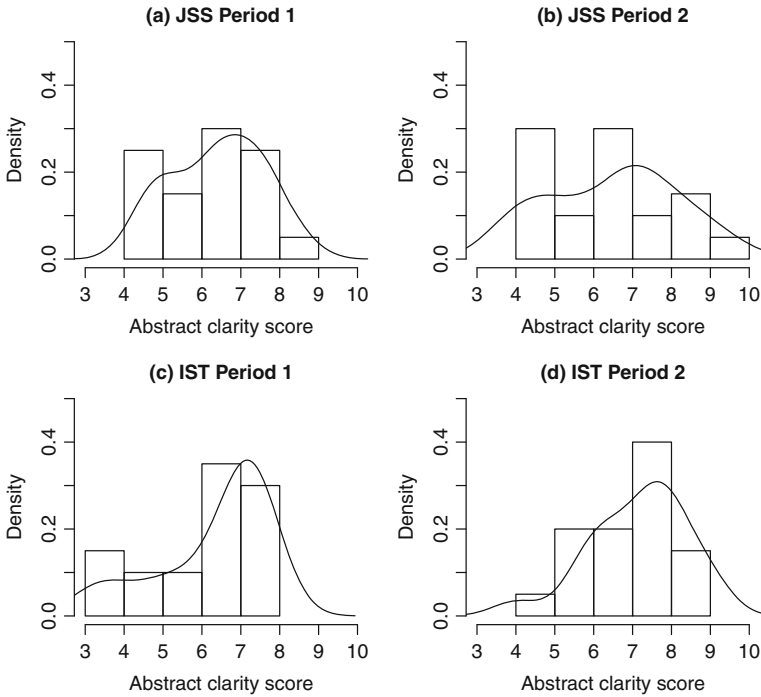 (a) JSS Period 1
Density
0.0 0.2 0.4
3 4 5 6 7 8 9 10
Abstract clarity score
(b) JSS Period 2
Density
0.0 0.2 0.4
3 4 5 6 7 8 9 10
Abstract clarity score
(c) IST Period 1
Density
0.0 0.2 0.4
3 4 5 6 7 8 9 10
Abstract clarity score
(d) IST Period 2
Density
0.0 0.2 0.4
3 4 5 6 7 8 9 10
Abstract clarity score